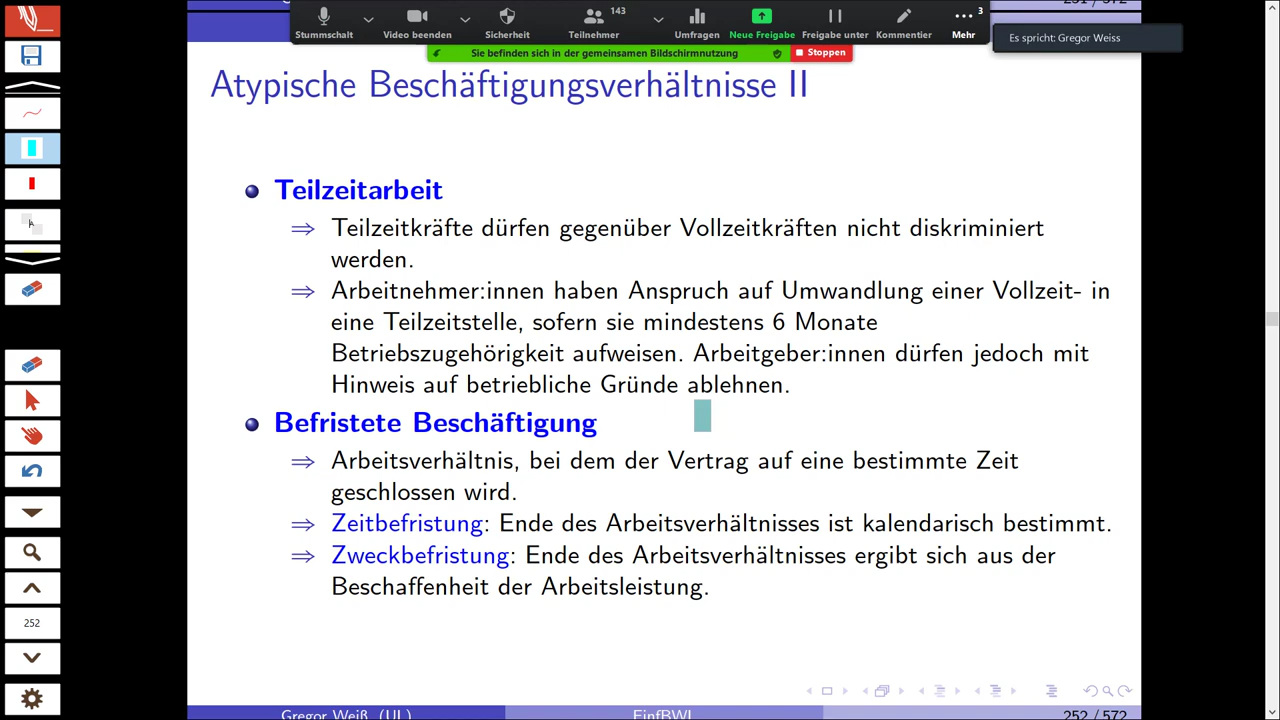 251 / 572
143
3
Stummschalt
Video beenden
Sicherheit
Teilnehmer
Umfragen
Neue Freigabe
Freigabe unter
Kommentier
Mehr
Es spricht: Gregor Weiss
Sie befinden sich in der gemeinsamen Bildschirmnutzung
Stoppen
Atypische Beschäftigungsverhältnisse II
Teilzeitarbeit
⇒ Teilzeitkräfte dürfen gegenüber Vollzeitkräften nicht diskriminiert
werden.
⇒ Arbeitnehmer:innen haben Anspruch auf Umwandlung einer Vollzeit- in
eine Teilzeitstelle, sofern sie mindestens 6 Monate
Betriebszugehörigkeit aufweisen. Arbeitgeber:innen dürfen jedoch mit
Hinweis auf betriebliche Gründe ablehnen.
Befristete Beschäftigung
⇒ Arbeitsverhältnis, bei dem der Vertrag auf eine bestimmte Zeit
geschlossen wird.
⇒ Zeitbefristung: Ende des Arbeitsverhältnisses ist kalendarisch bestimmt.
⇒ Zweckbefristung: Ende des Arbeitsverhältnisses ergibt sich aus der
Beschaffenheit der Arbeitsleistung.
252
Gregor Weiß (UL)
EinfBWL
252 / 572